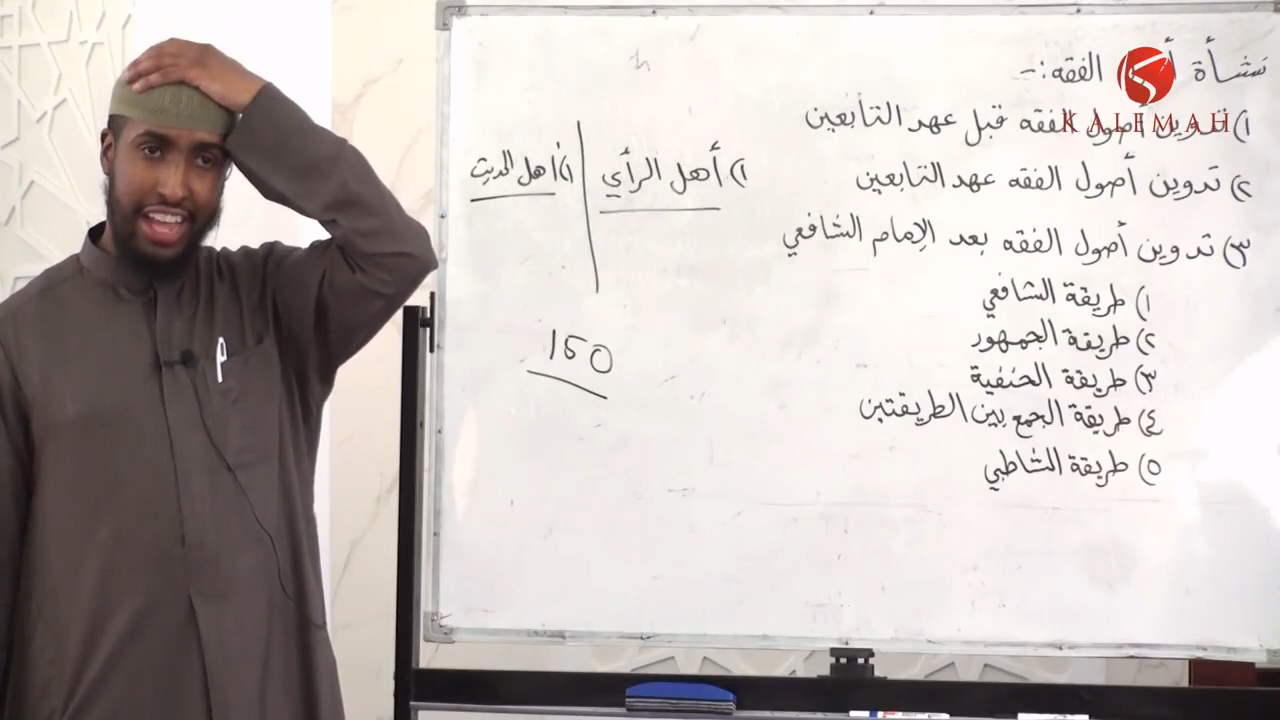 نشأة أ الفقه :-
KALEMAH
١) تدوين أصول الفقه قبل عهد التابعين
٢) تدوين أصول الفقه عهد التابعين
٣) تدوين أصول الفقه بعد الإمام الشافعي
١) طريقة الشافعي
٢) طريقة الجمهور
٣) طريقة الحنفية
٤) طريقة الجمع بين الطريقتين
٥) طريقة الشاطبي
١) أهل الرأي
١) أهل الحديث
150